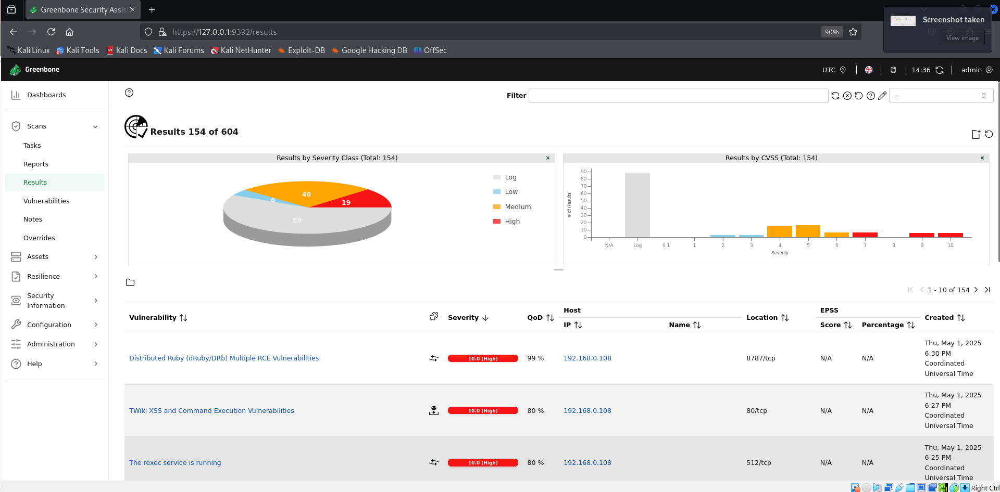 Greenbone Security Assis
Screenshot taken
View image
https://127.0.0.1:9392/results
90%
Kali Linux Kali Tools Kali Docs Kali Forums Kali NetHunter Exploit-DB Google Hacking DB OffSec
Greenbone
UTC 14:36 admin
Dashboards
Scans
Tasks
Reports
Results
Vulnerabilities
Notes
Overrides
Assets
Resilience
Security
Information
Configuration
Administration
Help
Filter
--
Results 154 of 604
Results by Severity Class (Total: 154) ×
40
6
19
89
Log
Low
Medium
High
Results by CVSS (Total: 154) ×
# of Results
90
80
70
60
50
40
30
20
10
0
N/A Log 0.1 1 2 3 4 5 6 7 8 9 10
Severity
1 - 10 of 154
Vulnerability Severity QoD Host Location EPSS Created
IP Name Score Percentage
Distributed Ruby (dRuby/DRb) Multiple RCE Vulnerabilities 10.0 (High) 99 % 192.168.0.108 8787/tcp N/A N/A
Thu, May 1, 2025
6:30 PM
Coordinated
Universal Time
TWiki XSS and Command Execution Vulnerabilities 10.0 (High) 80 % 192.168.0.108 80/tcp N/A N/A
Thu, May 1, 2025
6:27 PM
Coordinated
Universal Time
The rexec service is running 10.0 (High) 80 % 192.168.0.108 512/tcp N/A N/A
Thu, May 1, 2025
6:25 PM
Coordinated
Universal Time
Right Ctrl